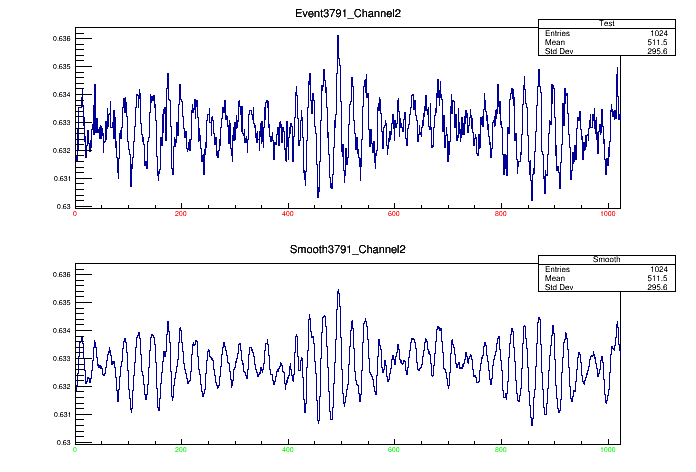 Event3791_Channel2
Test
Entries 1024
Mean 511.5
Std Dev 295.6
0.636
0.635
0.634
0.633
0.632
0.631
0.63
0 200 400 600 800 1000
Smooth3791_Channel2
Smooth
Entries 1024
Mean 511.5
Std Dev 295.6
0.636
0.635
0.634
0.633
0.632
0.631
0.63
0 200 400 600 800 1000